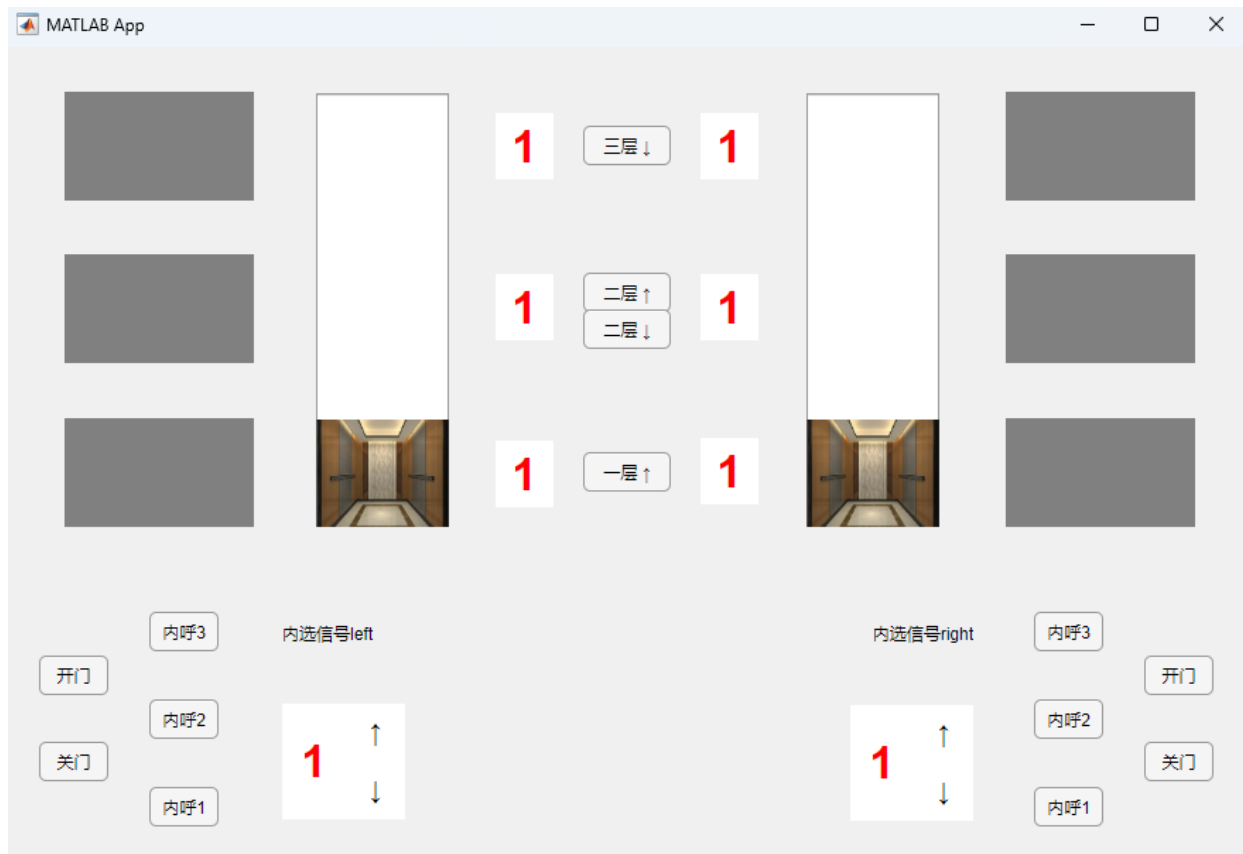 MATLAB App
1 三层↓ 1
1 二层↑ 1
二层↓
1 一层↑ 1
内呼3 内选信号left 内选信号right 内呼3
开门 开门
内呼2 ↑ ↑ 内呼2
关门 1 1 关门
内呼1 ↓ ↓ 内呼1